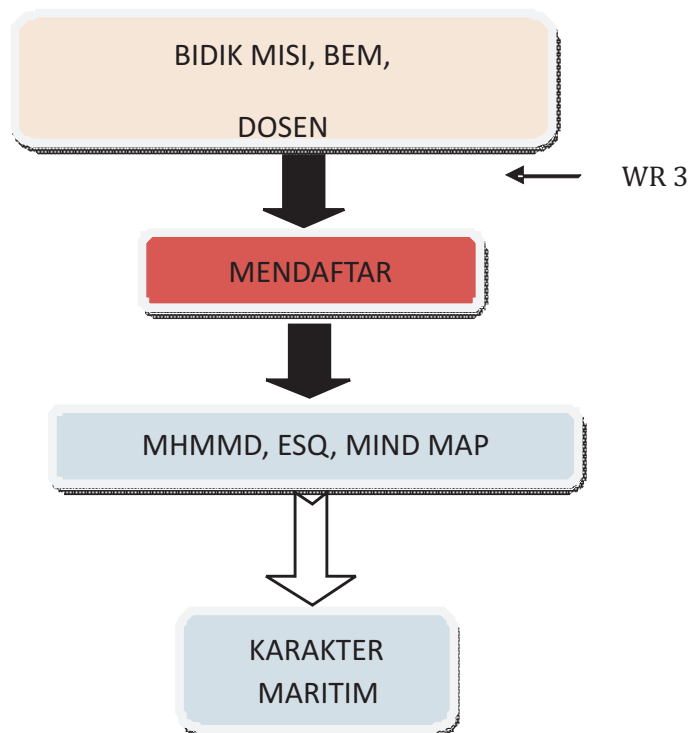 BIDIK MISI, BEM,
DOSEN
WR 3
MENDAFTAR
MHMMD, ESQ, MIND MAP
KARAKTER
MARITIM